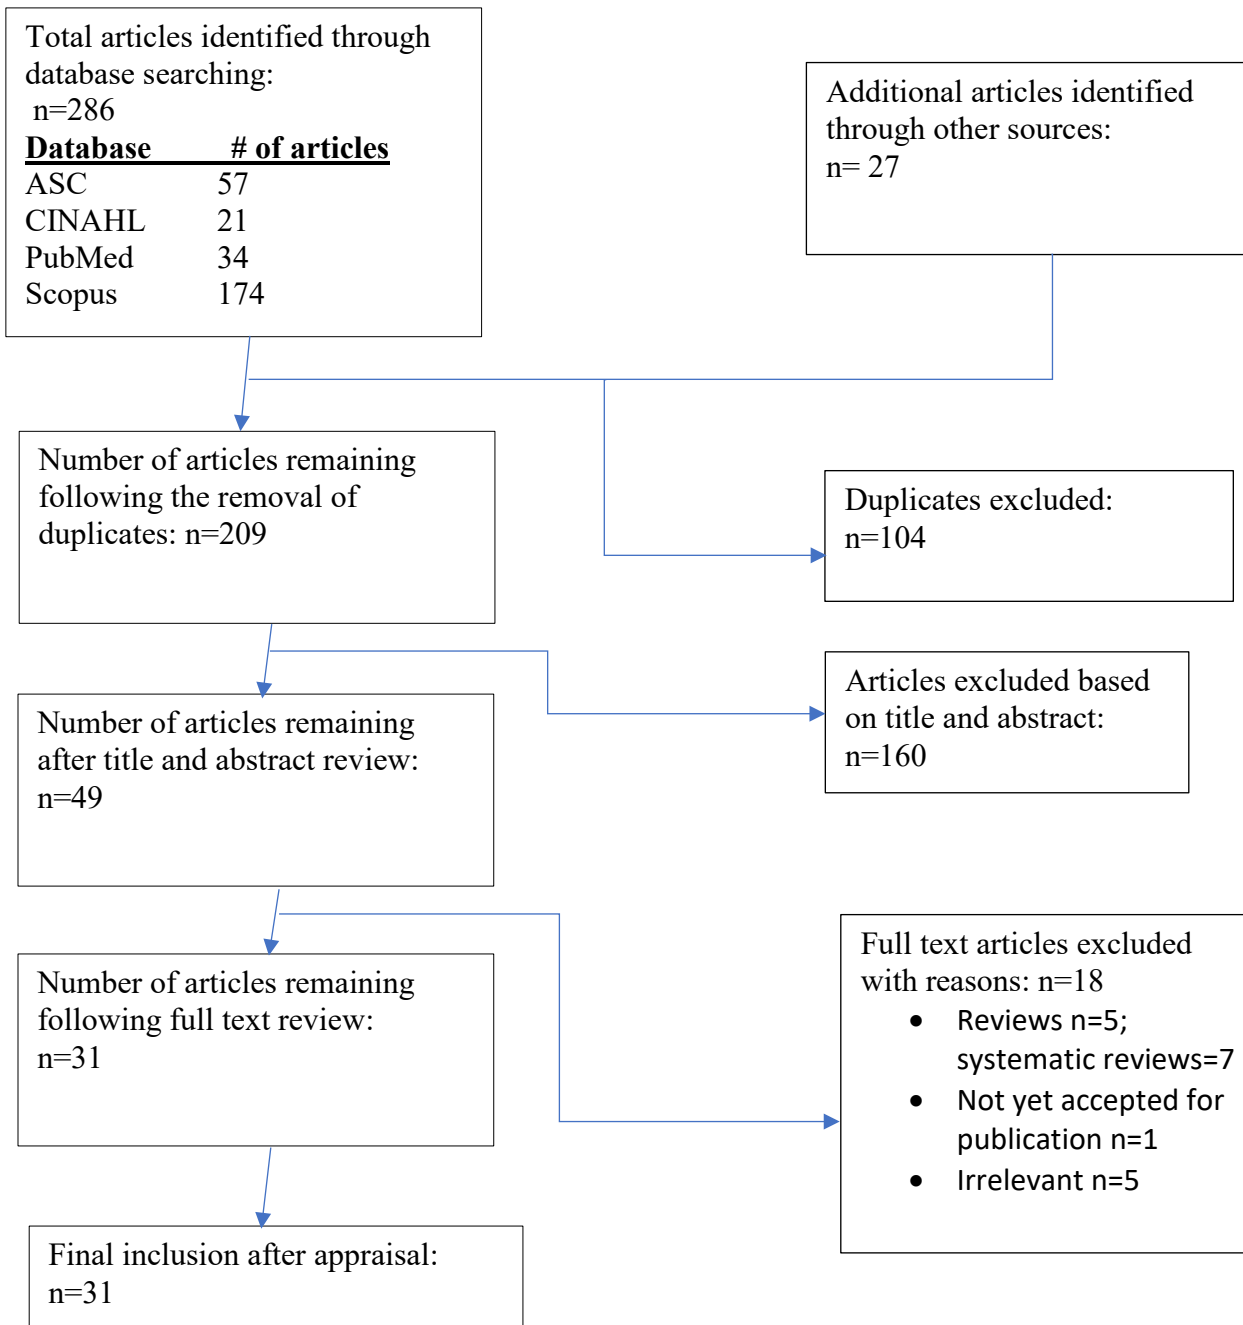 Total articles identified through
database searching:
n=286
Database # of articles
ASC 57
CINAHL 21
PubMed 34
Scopus 174
Additional articles identified
through other sources:
n= 27
Number of articles remaining
following the removal of
duplicates: n=209
Duplicates excluded:
n=104
Articles excluded based
on title and abstract:
n=160
Number of articles remaining
after title and abstract review:
n=49
Full text articles excluded
with reasons: n=18
• Reviews n=5;
systematic reviews=7
• Not yet accepted for
publication n=1
• Irrelevant n=5
Number of articles remaining
following full text review:
n=31
Final inclusion after appraisal:
n=31